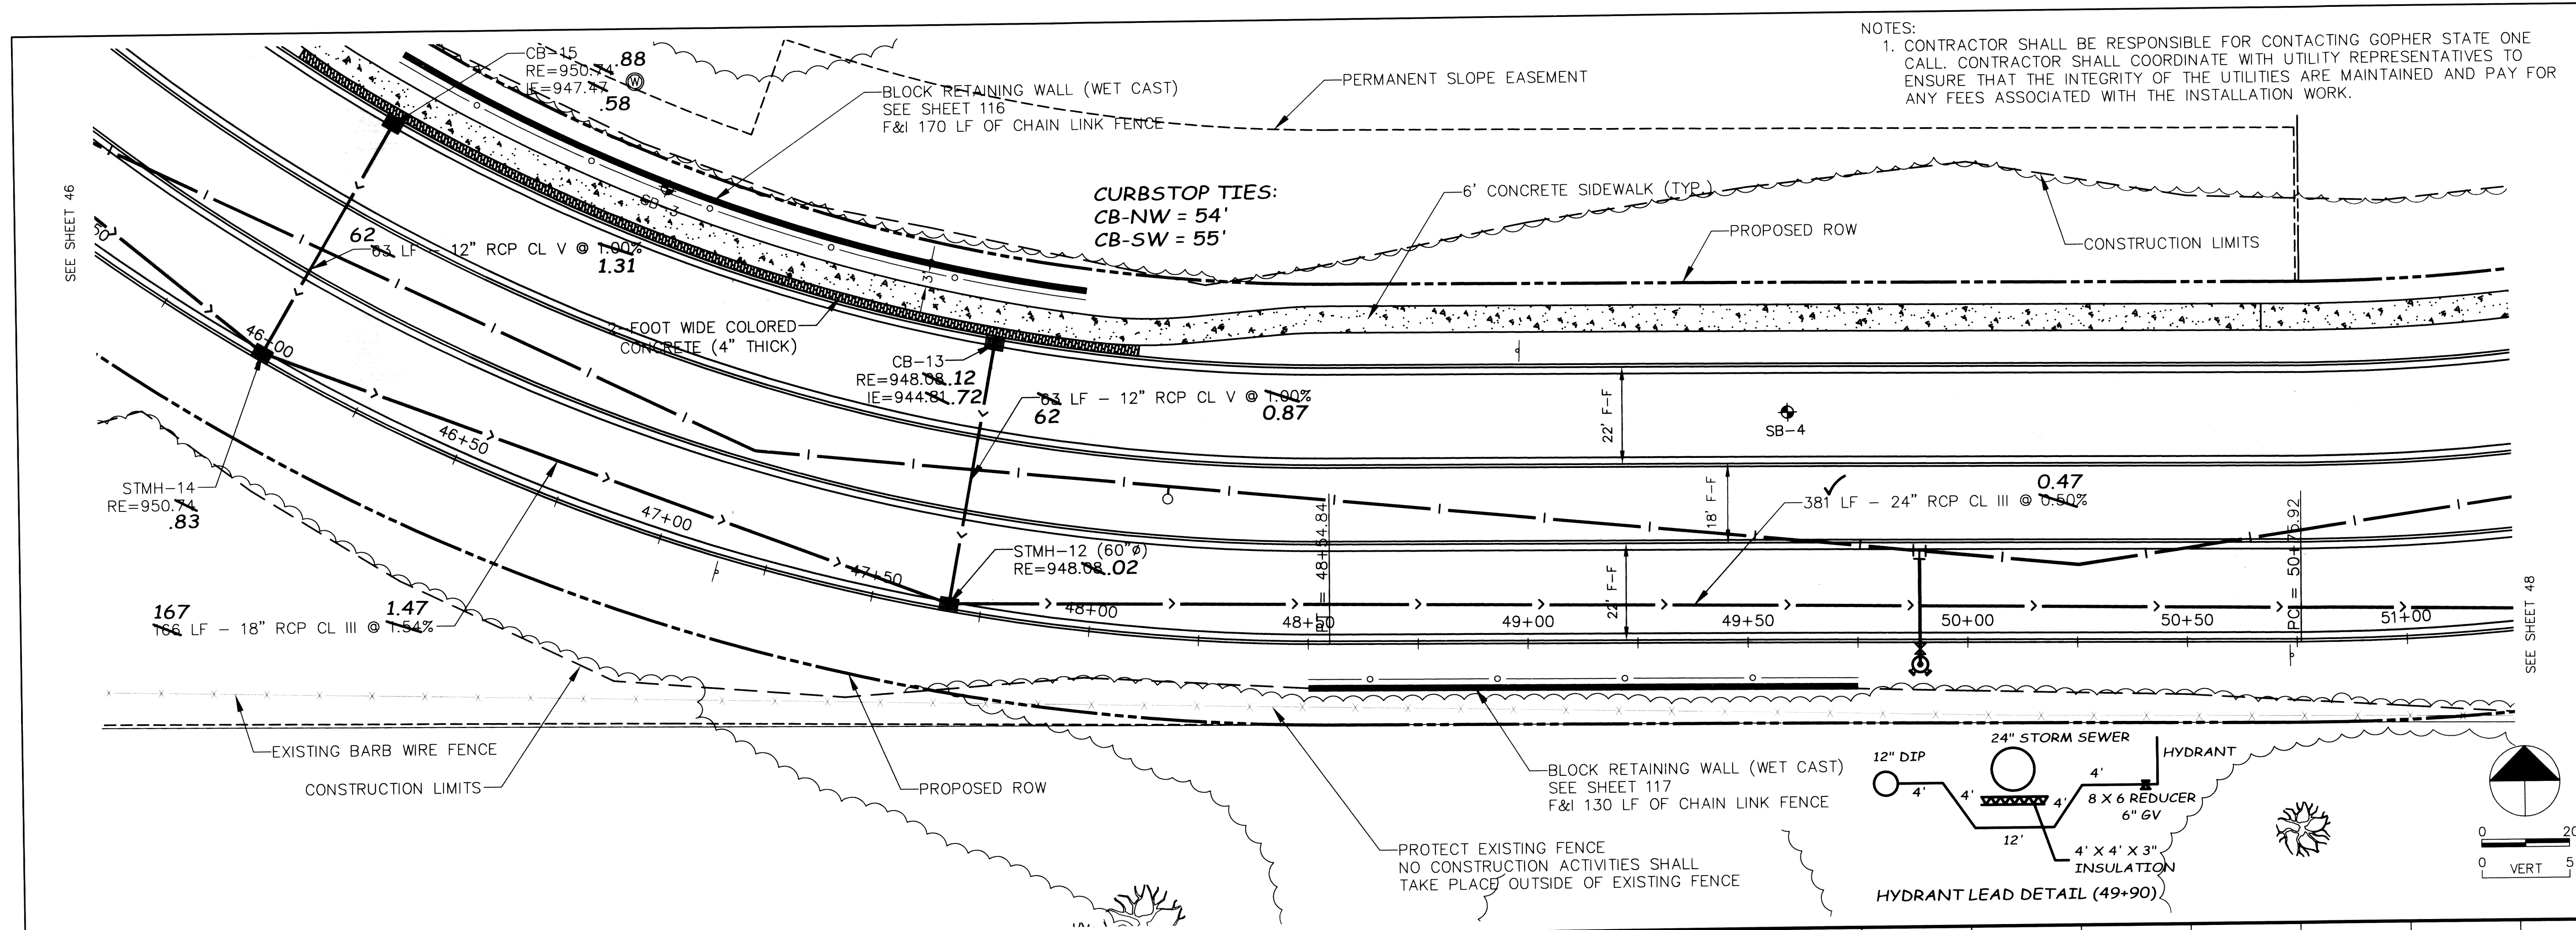 NOTES:
1. CONTRACTOR SHALL BE RESPONSIBLE FOR CONTACTING GOPHER STATE ONE
CALL. CONTRACTOR SHALL COORDINATE WITH UTILITY REPRESENTATIVES TO
ENSURE THAT THE INTEGRITY OF THE UTILITIES ARE MAINTAINED AND PAY FOR
ANY FEES ASSOCIATED WITH THE INSTALLATION WORK.
CB-15
RE=950.74 .88
IE=947.47
.58
W
BLOCK RETAINING WALL (WET CAST)
SEE SHEET 116
F&I 170 LF OF CHAIN LINK FENCE
PERMANENT SLOPE EASEMENT
CURBSTOP TIES:
CB-NW = 54'
CB-SW = 55'
6' CONCRETE SIDEWALK (TYP.)
PROPOSED ROW
CONSTRUCTION LIMITS
SEE SHEET 46
SB-3
62
63 LF - 12" RCP CL V @ 1.00%
1.31
3'
2-FOOT WIDE COLORED
CONCRETE (4" THICK)
CB-13
RE=948.08 .12
IE=944.81 .72
63 LF - 12" RCP CL V @ 1.00%
62
0.87
22' F-F
SB-4
50
46+00
46+50
47+00
47+50
48+00
48+50
49+00
49+50
50+00
50+50
51+00
STMH-14
RE=950.74
.83
STMH-12 (60"Ø)
RE=948.08 .02
PT = 48+54.84
18' F-F
22' F-F
0.47
381 LF - 24" RCP CL III @ 0.50%
PC = 50+75.92
SEE SHEET 48
167
1.47
166 LF - 18" RCP CL III @ 1.54%
EXISTING BARB WIRE FENCE
CONSTRUCTION LIMITS
PROPOSED ROW
BLOCK RETAINING WALL (WET CAST)
SEE SHEET 117
F&I 130 LF OF CHAIN LINK FENCE
PROTECT EXISTING FENCE
NO CONSTRUCTION ACTIVITIES SHALL
TAKE PLACE OUTSIDE OF EXISTING FENCE
24" STORM SEWER
12" DIP
HYDRANT
4'
4'
4'
4'
8 X 6 REDUCER
6" GV
12'
4' X 4' X 3"
INSULATION
HYDRANT LEAD DETAIL (49+90)
0 20
0 5
VERT